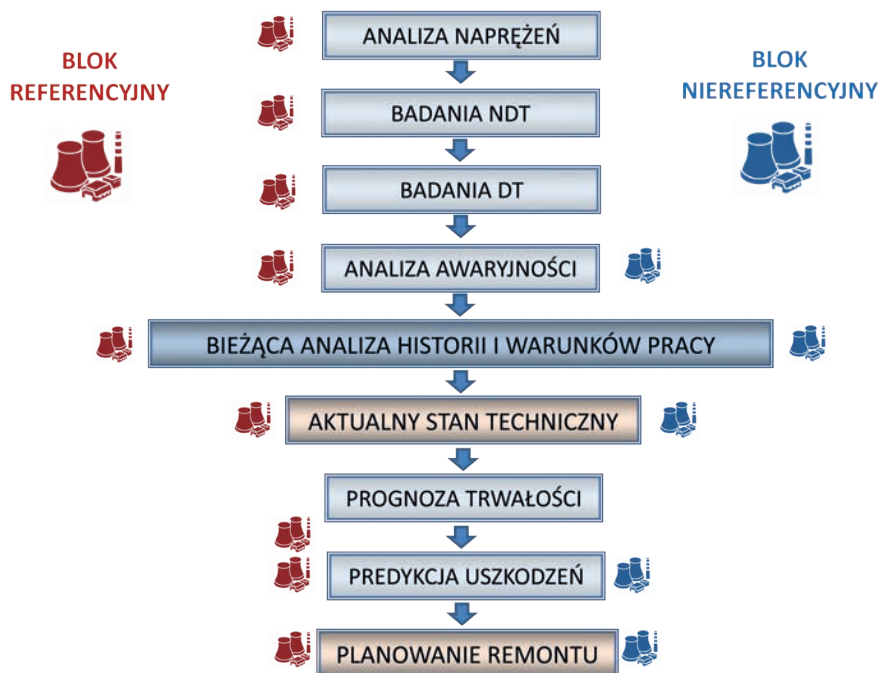 ANALIZA NAPRĘŻEŃ
BLOK
REFERENCYJNY
BLOK
NIEREFERENCYJNY
BADANIA NDT
BADANIA DT
ANALIZA AWARYJNOŚCI
BIEŻĄCA ANALIZA HISTORII I WARUNKÓW PRACY
AKTUALNY STAN TECHNICZNY
PROGNOZA TRWAŁOŚCI
PREDYKCJA USZKODZEŃ
PLANOWANIE REMONTU